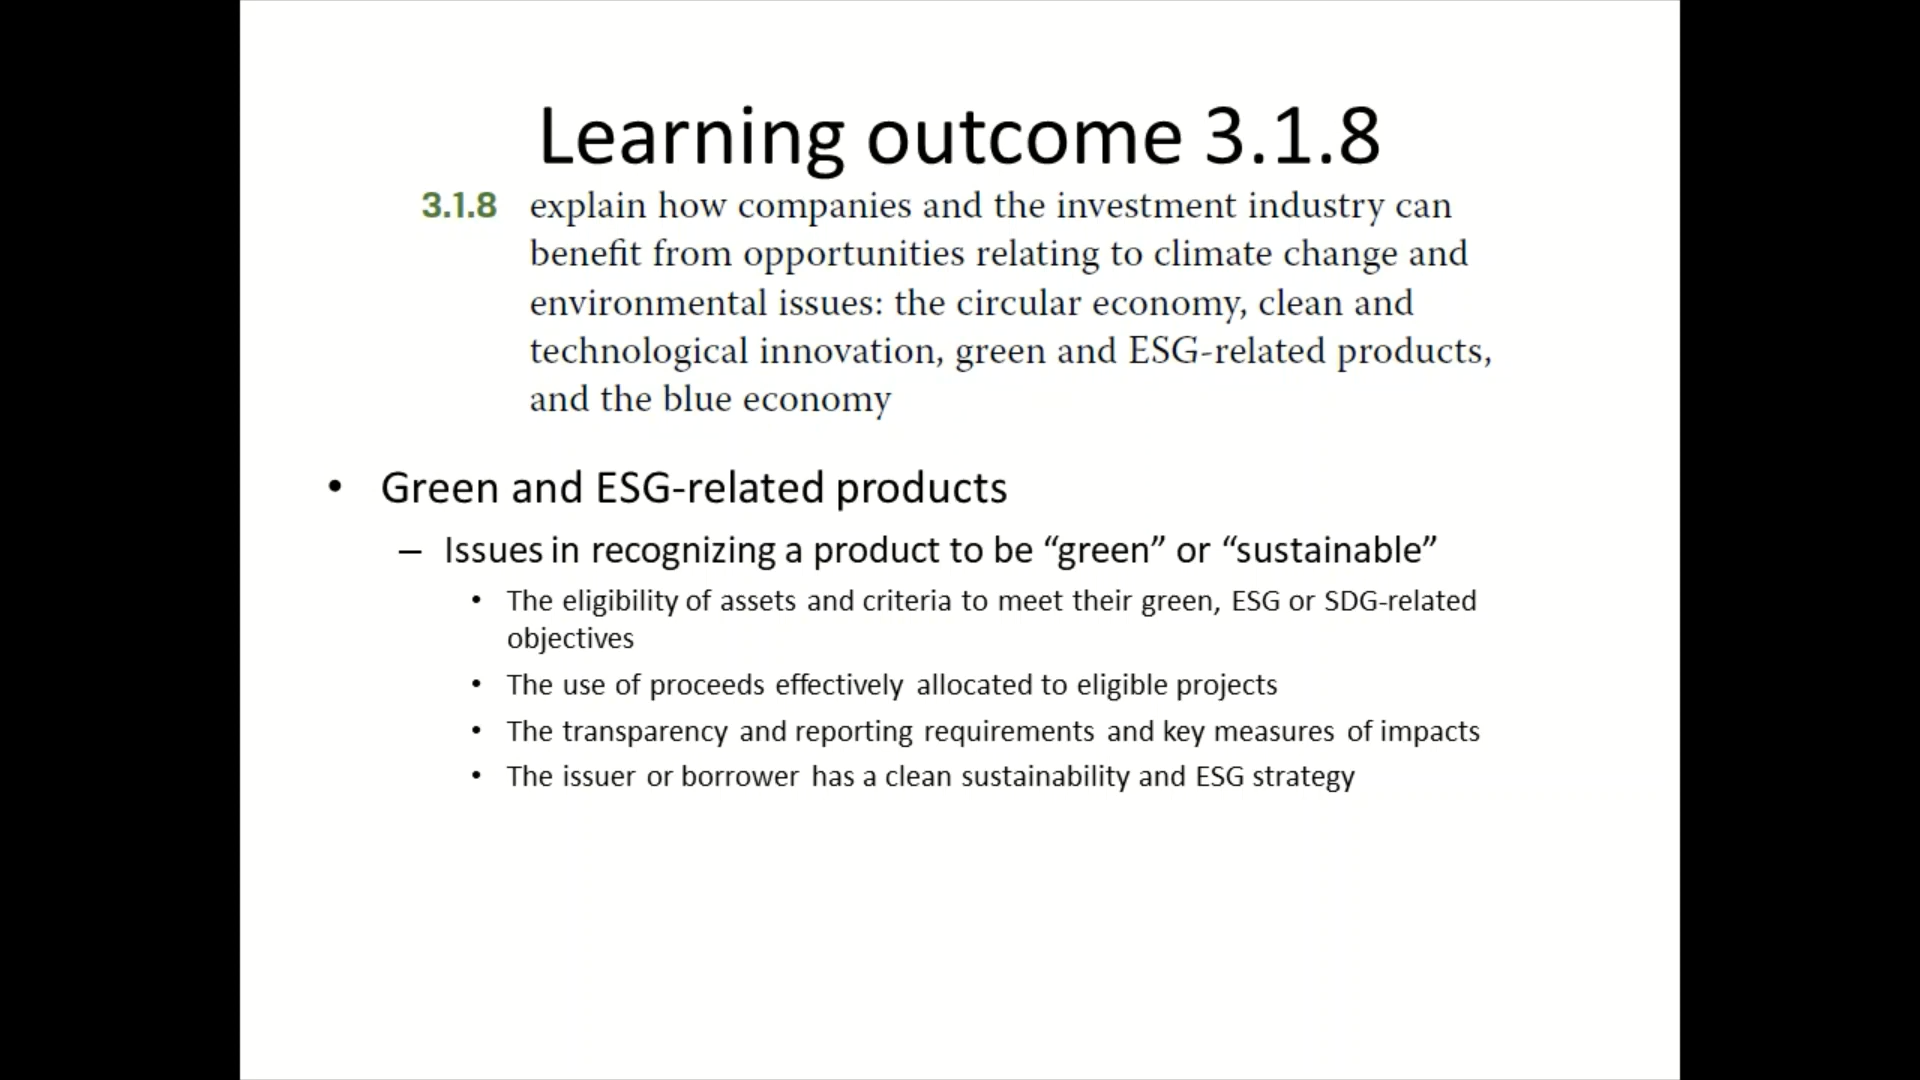 Learning outcome 3.1.8
3.1.8 explain how companies and the investment industry can
benefit from opportunities relating to climate change and
environmental issues: the circular economy, clean and
technological innovation, green and ESG-related products,
and the blue economy
• Green and ESG-related products
– Issues in recognizing a product to be “green” or “sustainable”
• The eligibility of assets and criteria to meet their green, ESG or SDG-related
objectives
• The use of proceeds effectively allocated to eligible projects
• The transparency and reporting requirements and key measures of impacts
• The issuer or borrower has a clean sustainability and ESG strategy